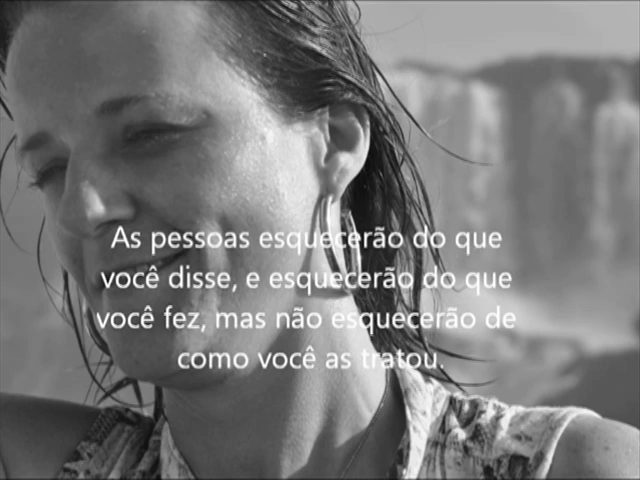 As pessoas esquecerão do que
você disse, e esquecerão do que
você fez, mas não esquecerão de
como você as tratou.